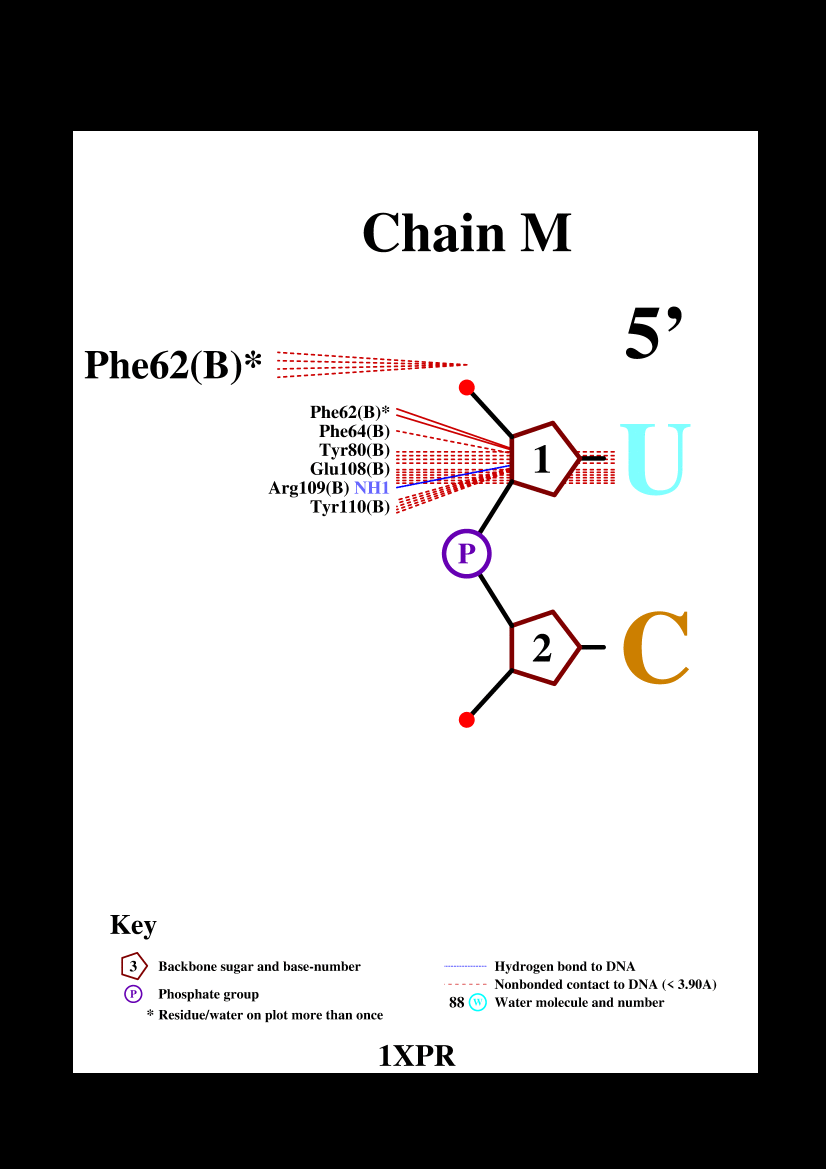 Chain M
5’
Phe62(B)*
Phe62(B)*
Phe64(B)
Tyr80(B)
Glu108(B)
Arg109(B) NH1
Tyr110(B)
1
U
P
2
C
Key
3 Backbone sugar and base-number
P Phosphate group
* Residue/water on plot more than once
Hydrogen bond to DNA
Nonbonded contact to DNA (< 3.90A)
88 W Water molecule and number
1XPR